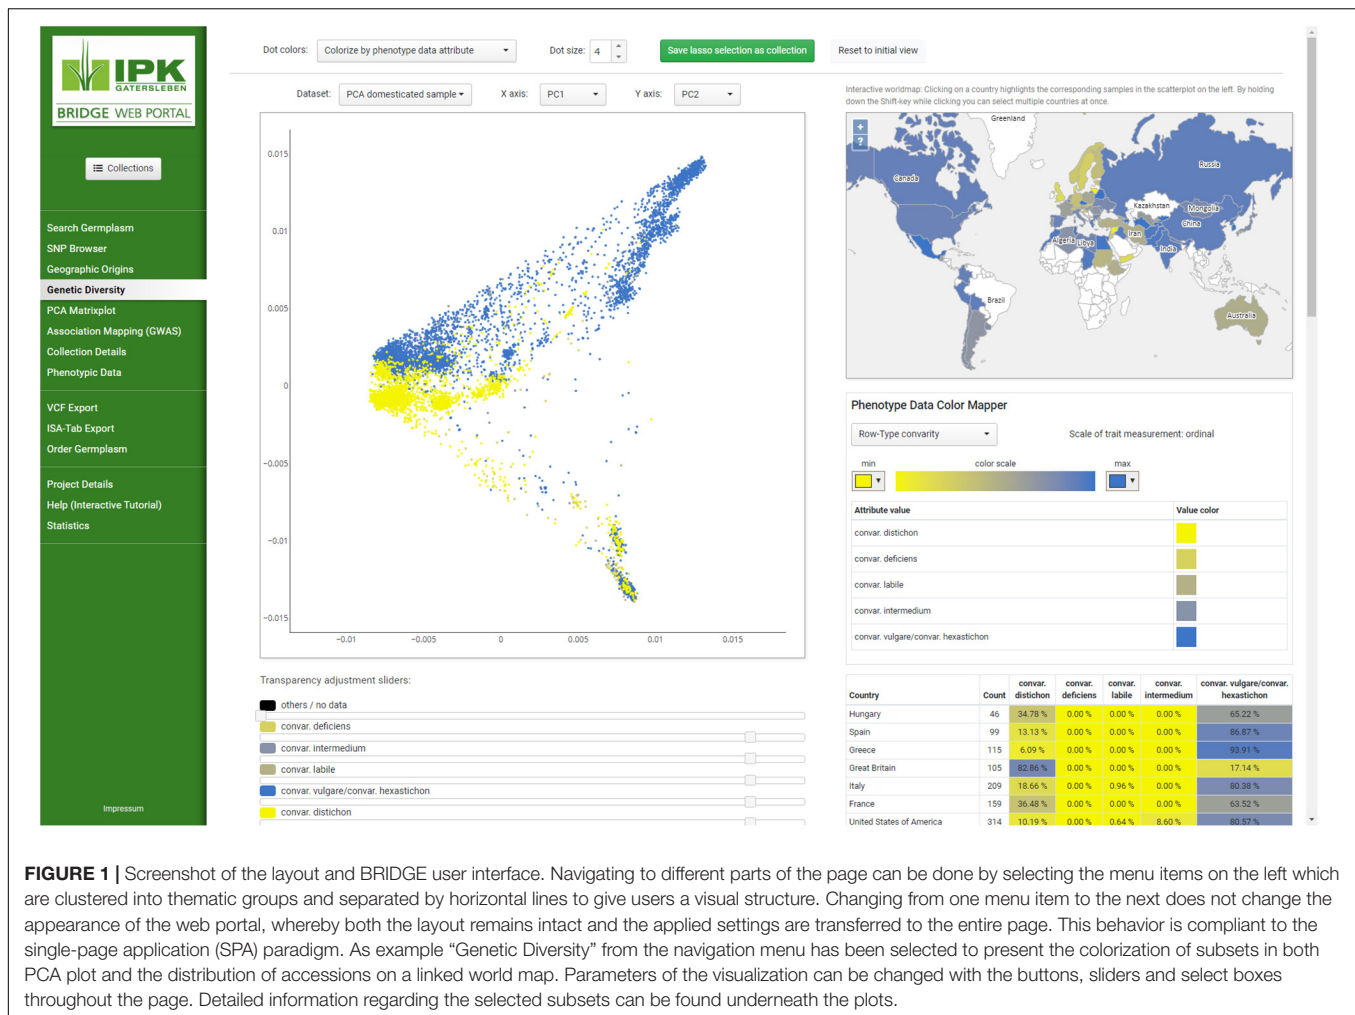 IPK
GATERSLEBEN
BRIDGE WEB PORTAL
Collections
Search Germplasm
SNP Browser
Geographic Origins
Genetic Diversity
PCA Matrixplot
Association Mapping (GWAS)
Collection Details
Phenotypic Data
VCF Export
ISA-Tab Export
Order Germplasm
Project Details
Help (Interactive Tutorial)
Statistics
Impressum
Dot colors: Colorize by phenotype data attribute Dot size: 4 Save lasso selection as collection Reset to initial view
Dataset: PCA domesticated sample X axis: PC1 Y axis: PC2
0.015
0.01
0.005
0
−0.005
−0.01
−0.015
−0.01 −0.005 0 0.005 0.01 0.015
Transparency adjustment sliders:
others / no data
convar. deficiens
convar. intermedium
convar. labile
convar. vulgare/convar. hexastichon
convar. distichon
Interactive worldmap: Clicking on a country highlights the corresponding samples in the scatterplot on the left. By holding
down the Shift-key while clicking you can select multiple countries at once.
+
?
Greenland
Canada
Russia
Kazakhstan
Mongolia
China
Algeria
Libya
Iran
India
Brazil
Australia
Phenotype Data Color Mapper
Row-Type convarity Scale of trait measurement: ordinal
min color scale max
Attribute value Value color
convar. distichon
convar. deficiens
convar. labile
convar. intermedium
convar. vulgare/convar. hexastichon
convar. convar. convar. convar. convar. vulgare/convar.
Country Count distichon deficiens labile intermedium hexastichon
Hungary 46 34.78 % 0.00 % 0.00 % 0.00 % 65.22 %
Spain 99 13.13 % 0.00 % 0.00 % 0.00 % 86.87 %
Greece 115 6.09 % 0.00 % 0.00 % 0.00 % 93.91 %
Great Britain 105 82.86 % 0.00 % 0.00 % 0.00 % 17.14 %
Italy 209 18.66 % 0.00 % 0.96 % 0.00 % 80.38 %
France 159 36.48 % 0.00 % 0.00 % 0.00 % 63.52 %
United States of America 314 10.19 % 0.00 % 0.64 % 8.60 % 80.57 %
FIGURE 1 | Screenshot of the layout and BRIDGE user interface. Navigating to different parts of the page can be done by selecting the menu items on the left which
are clustered into thematic groups and separated by horizontal lines to give users a visual structure. Changing from one menu item to the next does not change the
appearance of the web portal, whereby both the layout remains intact and the applied settings are transferred to the entire page. This behavior is compliant to the
single-page application (SPA) paradigm. As example “Genetic Diversity” from the navigation menu has been selected to present the colorization of subsets in both
PCA plot and the distribution of accessions on a linked world map. Parameters of the visualization can be changed with the buttons, sliders and select boxes
throughout the page. Detailed information regarding the selected subsets can be found underneath the plots.